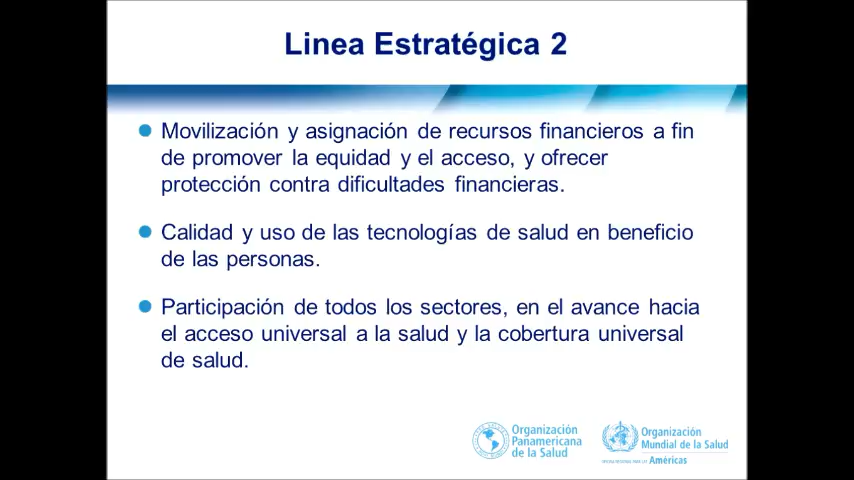 Linea Estratégica 2
Movilización y asignación de recursos financieros a fin
de promover la equidad y el acceso, y ofrecer
protección contra dificultades financieras.
Calidad y uso de las tecnologías de salud en beneficio
de las personas.
Participación de todos los sectores, en el avance hacia
el acceso universal a la salud y la cobertura universal
de salud.
Organización
Panamericana
de la Salud
Organización
Mundial de la Salud
Américas